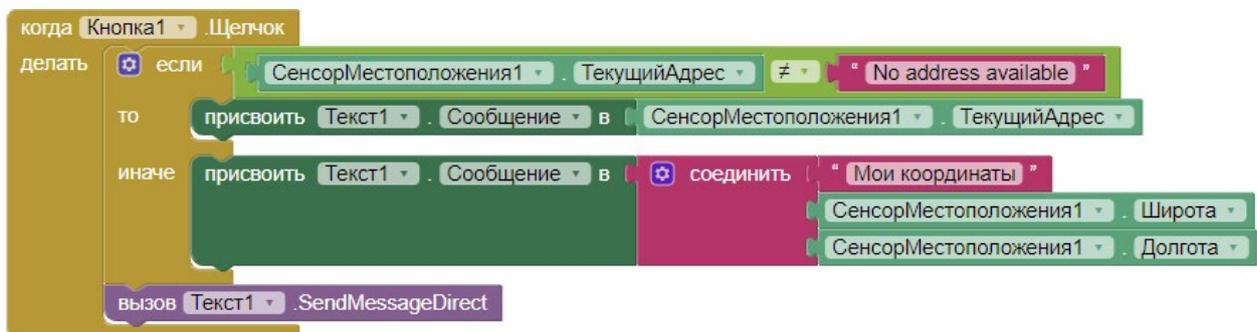 когда Кнопка1 .Щелчок
делать если СенсорМестоположения1 . ТекущийАдрес ≠ " No address available "
то присвоить Текст1 . Сообщение в СенсорМестоположения1 . ТекущийАдрес
иначе присвоить Текст1 . Сообщение в соединить " Мои координаты "
СенсорМестоположения1 . Широта
СенсорМестоположения1 . Долгота
вызов Текст1 .SendMessageDirect